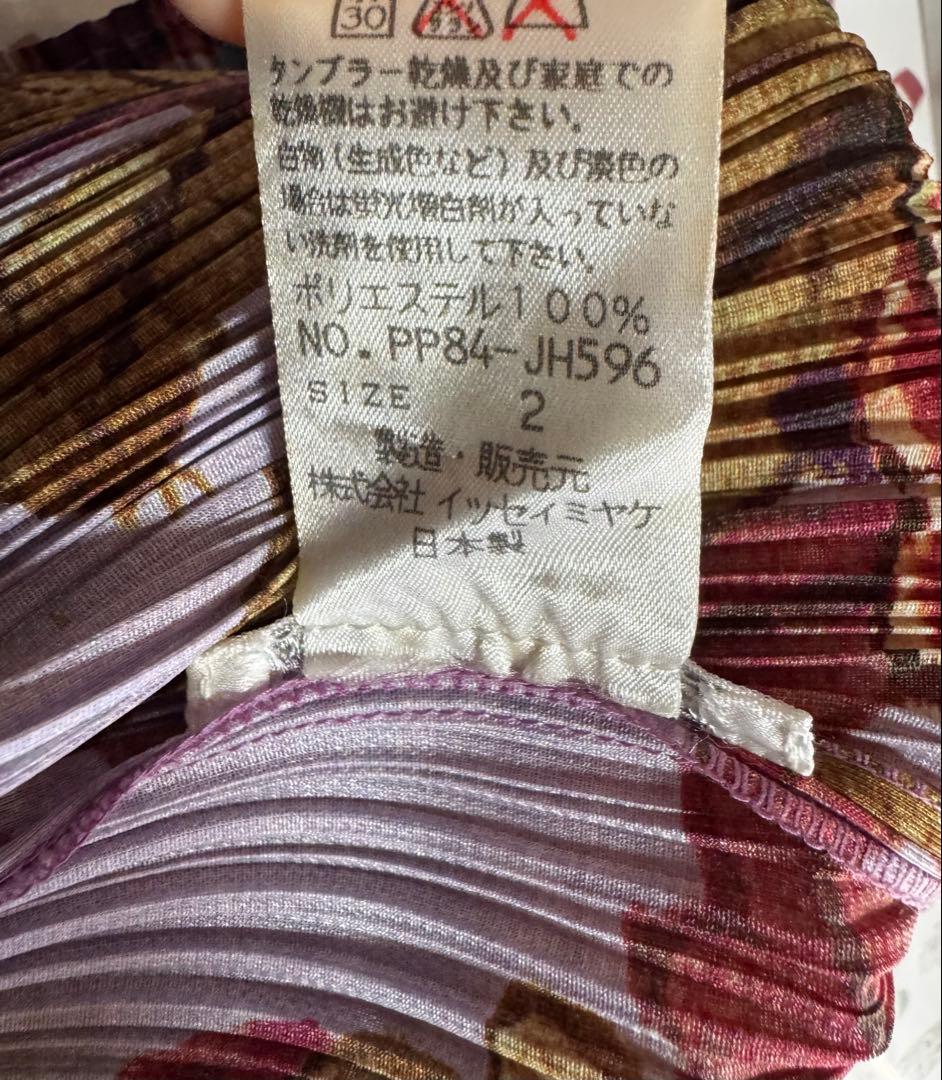 30
タンブラー乾燥及び家庭での
乾燥機はお避け下さい。
白物(生成色など)及び淡色の
場合は蛍光増白剤が入っていな
い洗剤を使用して下さい。
ポリエステル100%
NO. PP84-JH596
SIZE 2
製造・販売元
株式会社 イッセイミヤケ
日本製